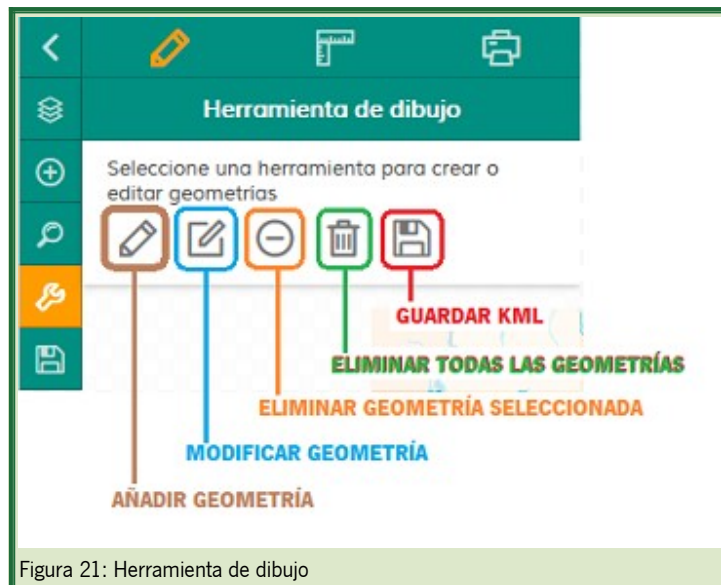 Herramienta de dibujo
Seleccione una herramienta para crear o
editar geometrias
GUARDAR KML
ELIMINAR TODAS LAS GEOMETRÍAS
ELIMINAR GEOMETRÍA SELECCIONADA
MODIFICAR GEOMETRÍA
AÑADIR GEOMETRÍA
Figura 21: Herramienta de dibujo